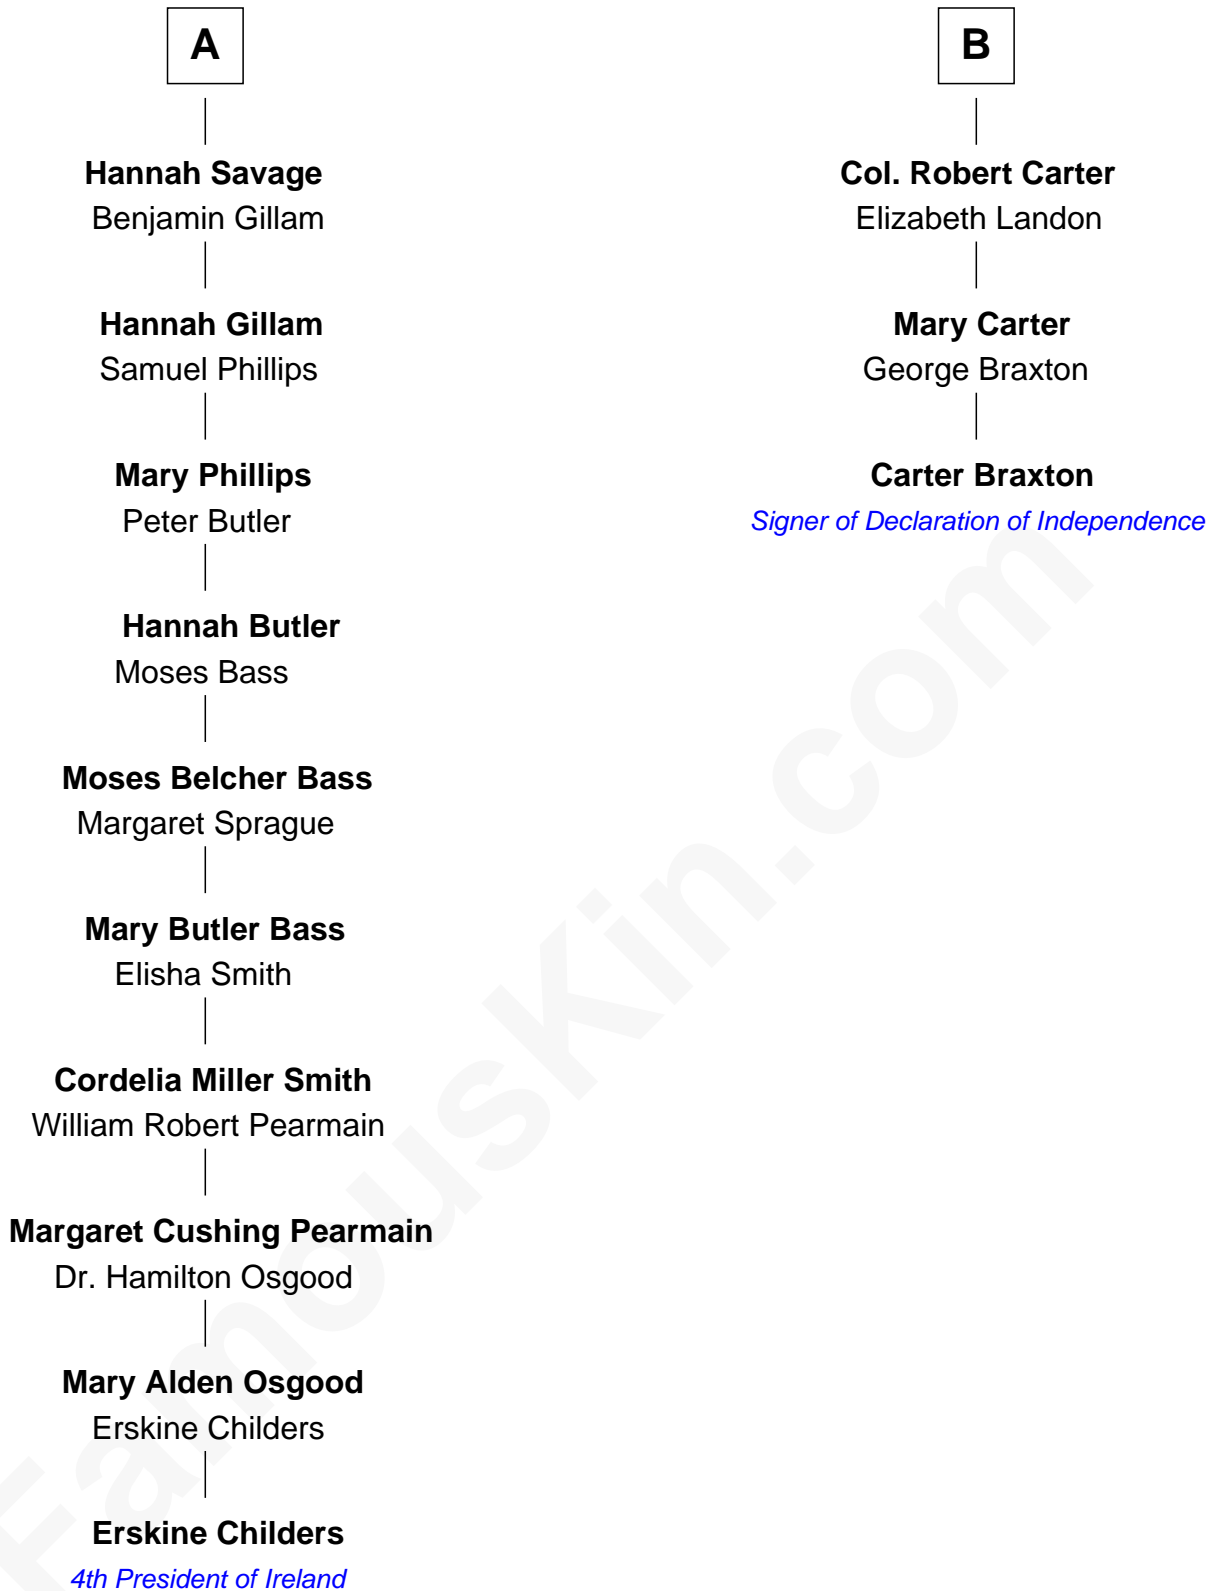 A
Hannah Savage
Benjamin Gillam
Hannah Gillam
Samuel Phillips
Mary Phillips
Peter Butler
Hannah Butler
Moses Bass
Moses Belcher Bass
Margaret Sprague
Mary Butler Bass
Elisha Smith
Cordelia Miller Smith
William Robert Pearmain
Margaret Cushing Pearmain
Dr. Hamilton Osgood
Mary Alden Osgood
Erskine Childers
Erskine Childers
4th President of Ireland
B
Col. Robert Carter
Elizabeth Landon
Mary Carter
George Braxton
Carter Braxton
Signer of Declaration of Independence
FamousKin.com